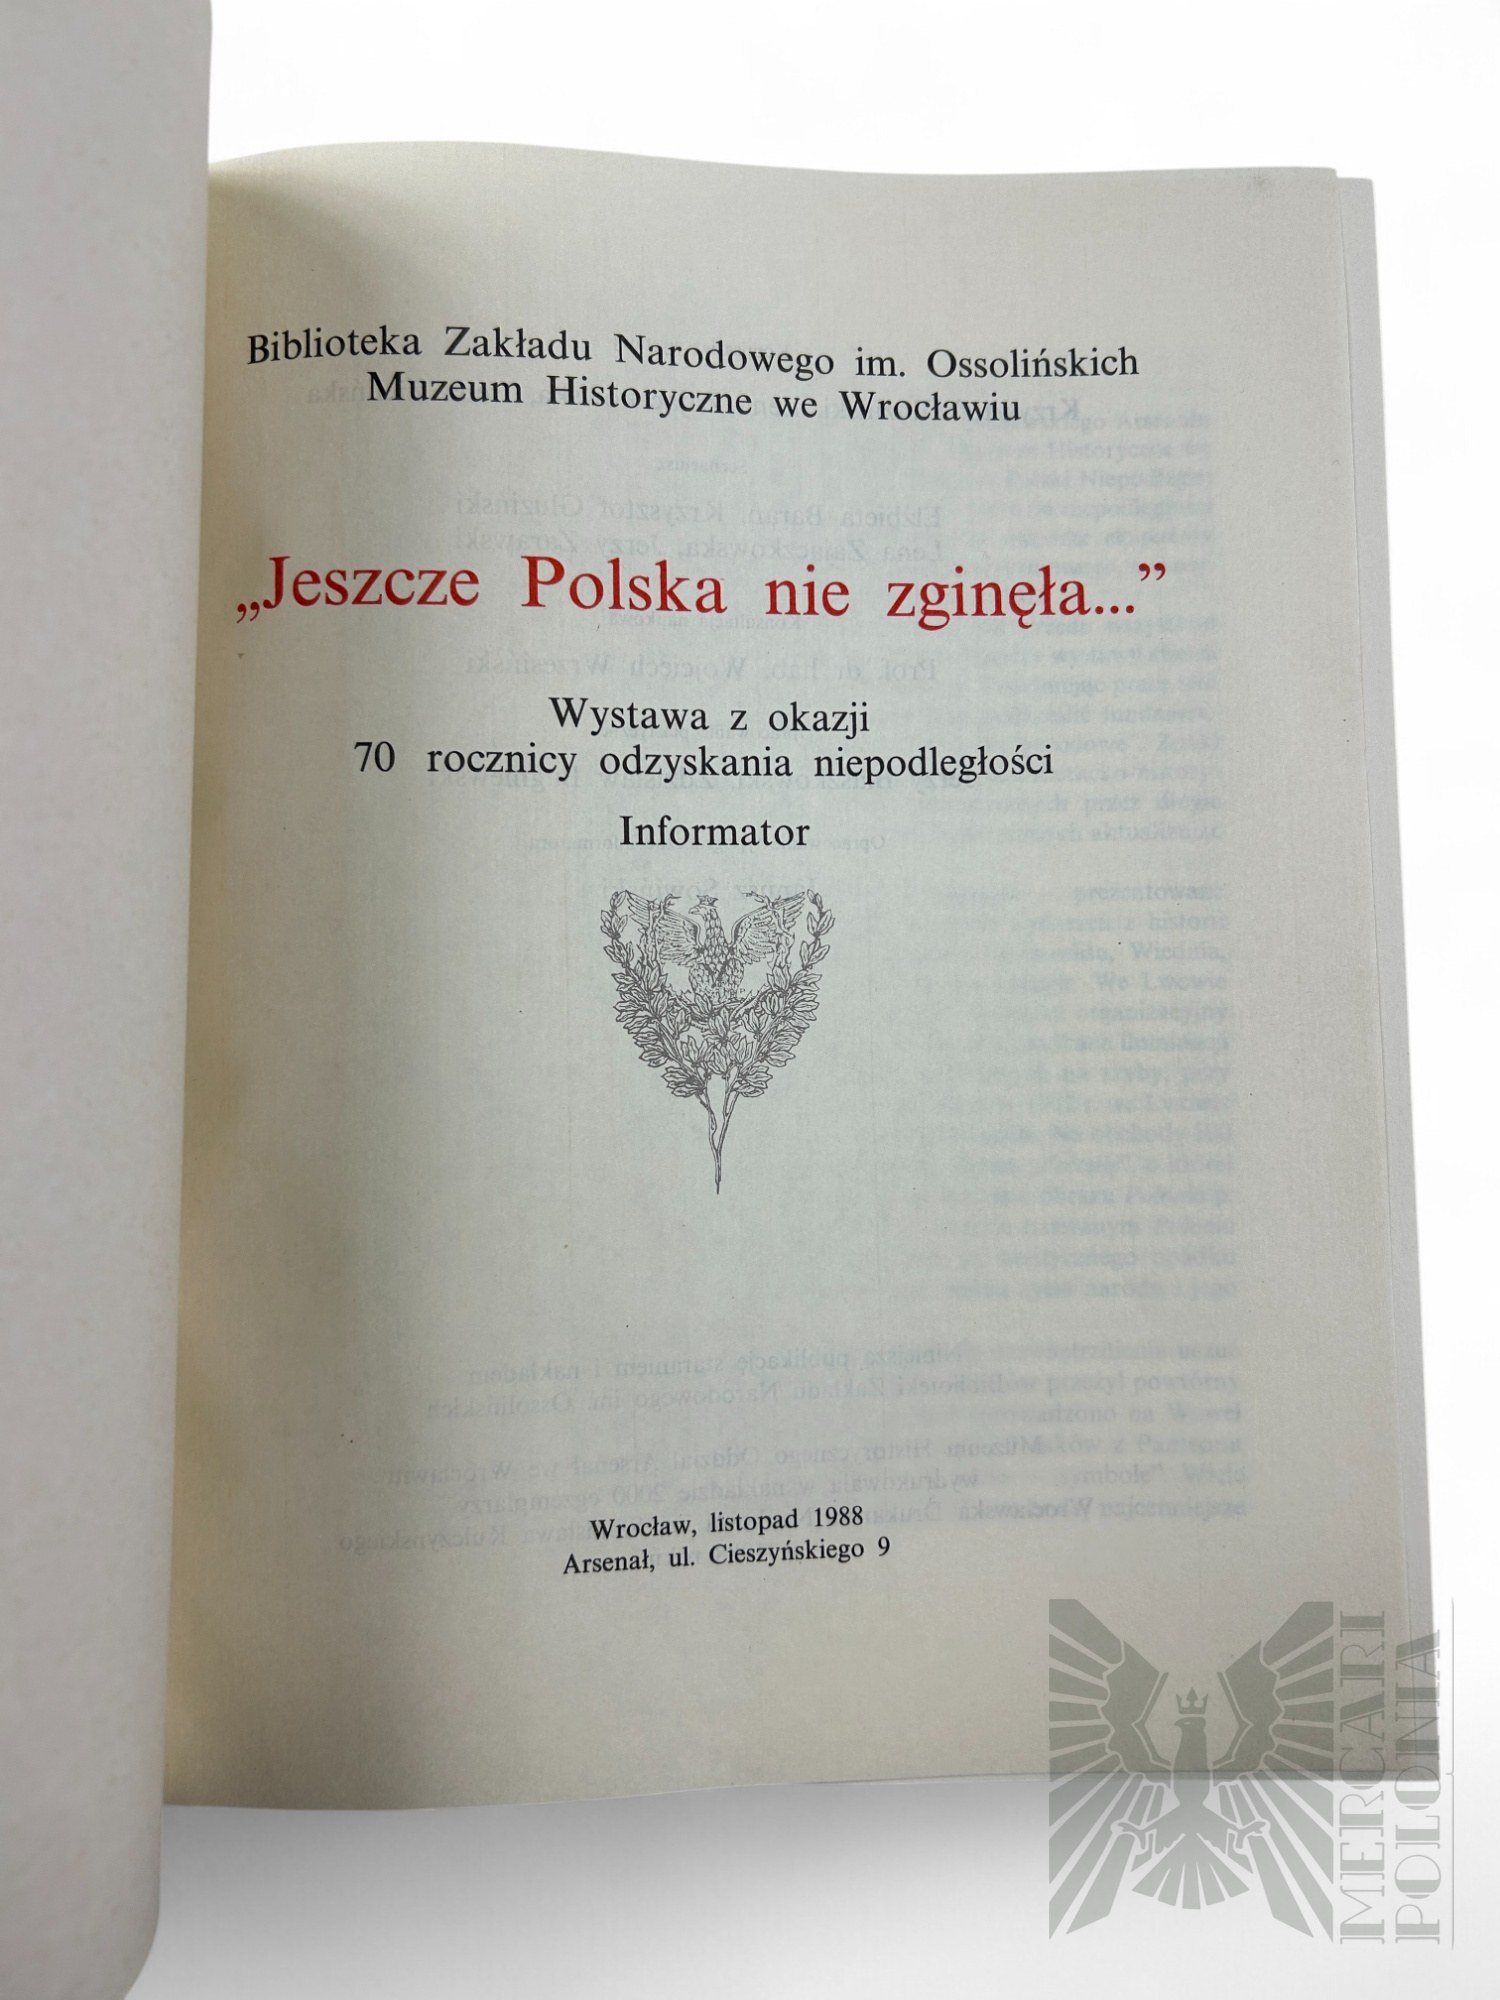 Biblioteka Zakładu Narodowego im. Ossolińskich
Muzeum Historyczne we Wrocławiu
„Jeszcze Polska nie zginęła...”
Wystawa z okazji
70 rocznicy odzyskania niepodległości
Informator
Wrocław, listopad 1988
Arsenał, ul. Cieszyńskiego 9
MERCARI
POLONIA